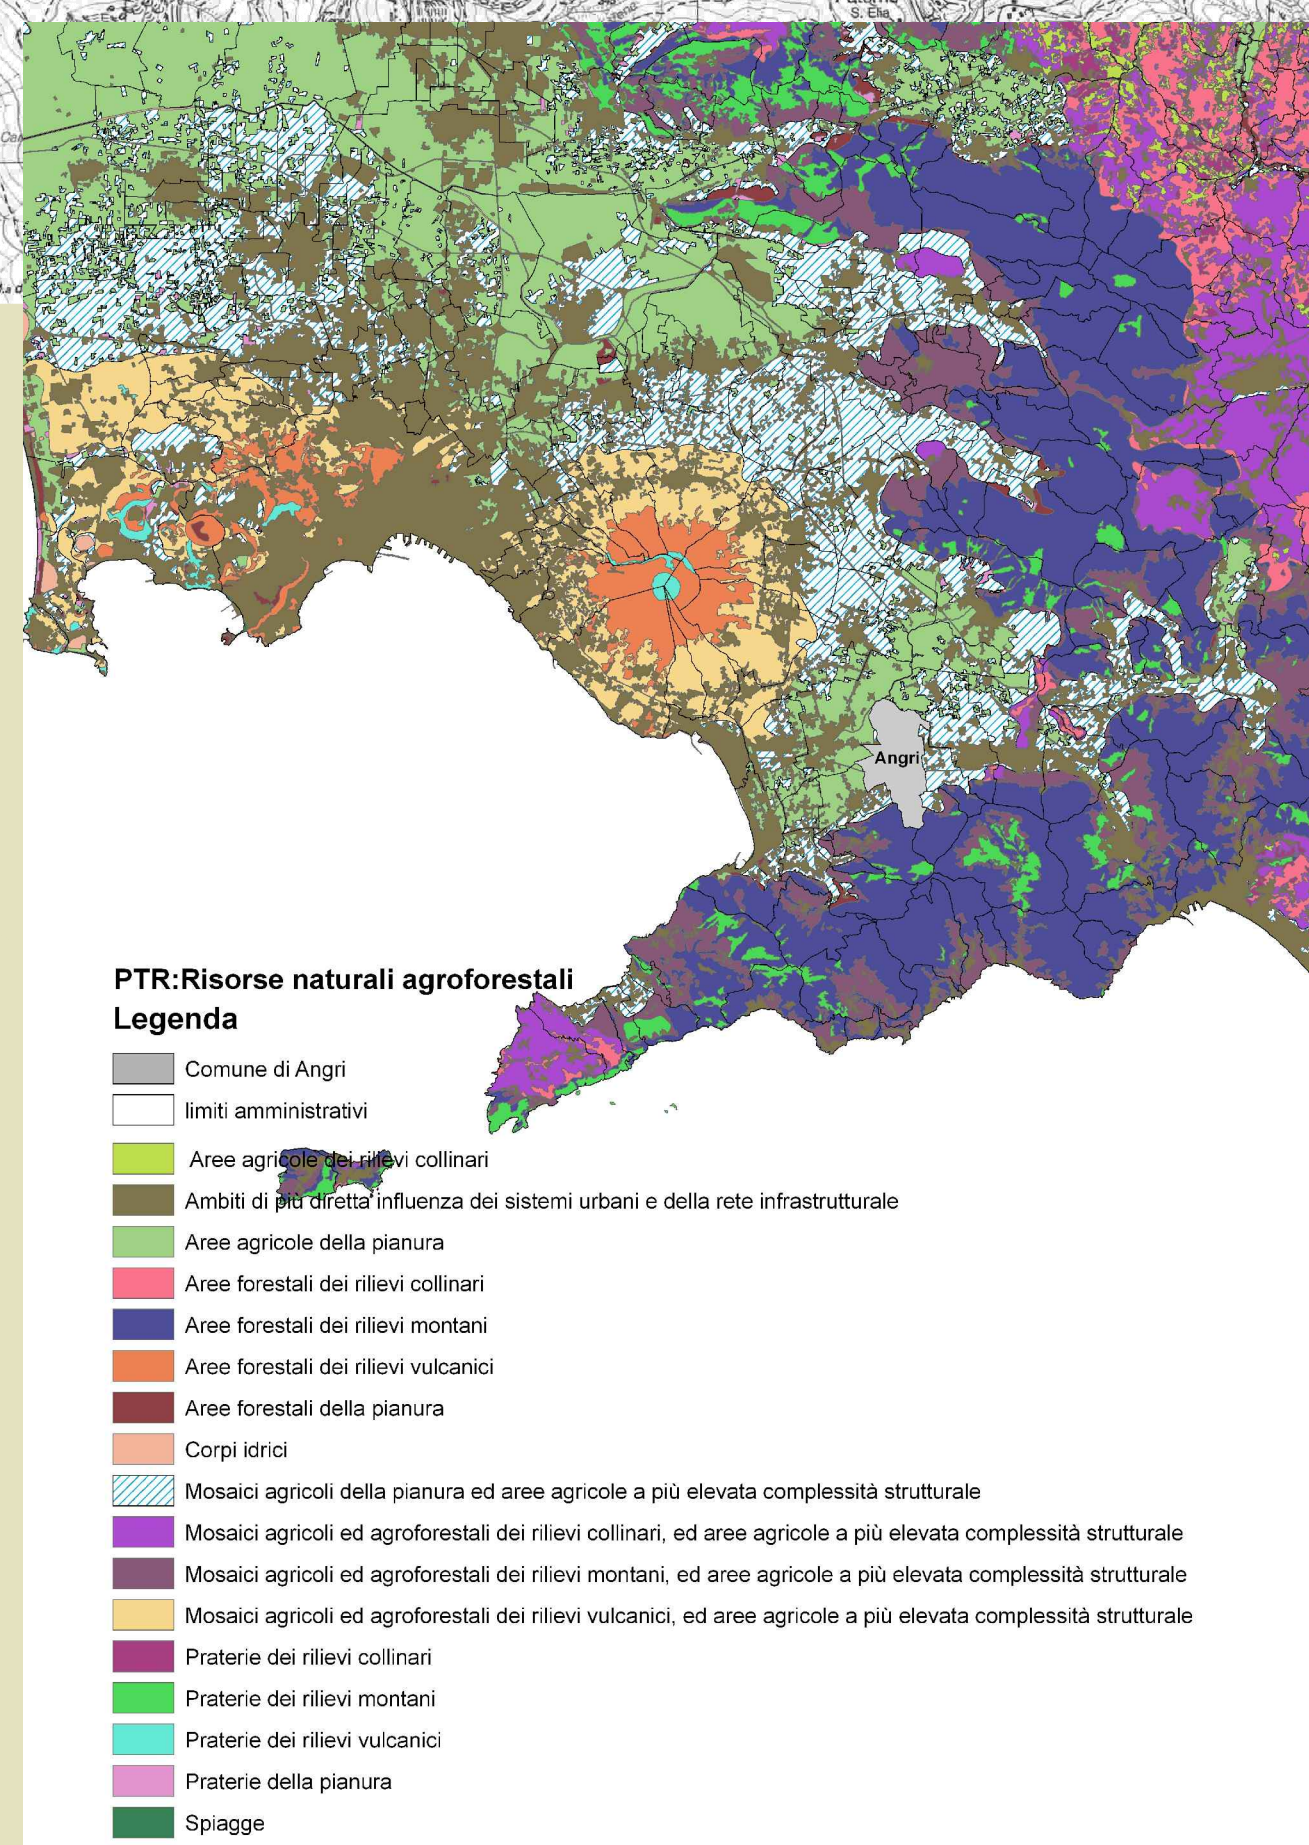 S. Elia
Angri
PTR:Risorse naturali agroforestali
Legenda
Comune di Angri
limiti amministrativi
Aree agricole dei rilievi collinari
Ambiti di più diretta influenza dei sistemi urbani e della rete infrastrutturale
Aree agricole della pianura
Aree forestali dei rilievi collinari
Aree forestali dei rilievi montani
Aree forestali dei rilievi vulcanici
Aree forestali della pianura
Corpi idrici
Mosaici agricoli della pianura ed aree agricole a più elevata complessità strutturale
Mosaici agricoli ed agroforestali dei rilievi collinari, ed aree agricole a più elevata complessità strutturale
Mosaici agricoli ed agroforestali dei rilievi montani, ed aree agricole a più elevata complessità strutturale
Mosaici agricoli ed agroforestali dei rilievi vulcanici, ed aree agricole a più elevata complessità strutturale
Praterie dei rilievi collinari
Praterie dei rilievi montani
Praterie dei rilievi vulcanici
Praterie della pianura
Spiagge